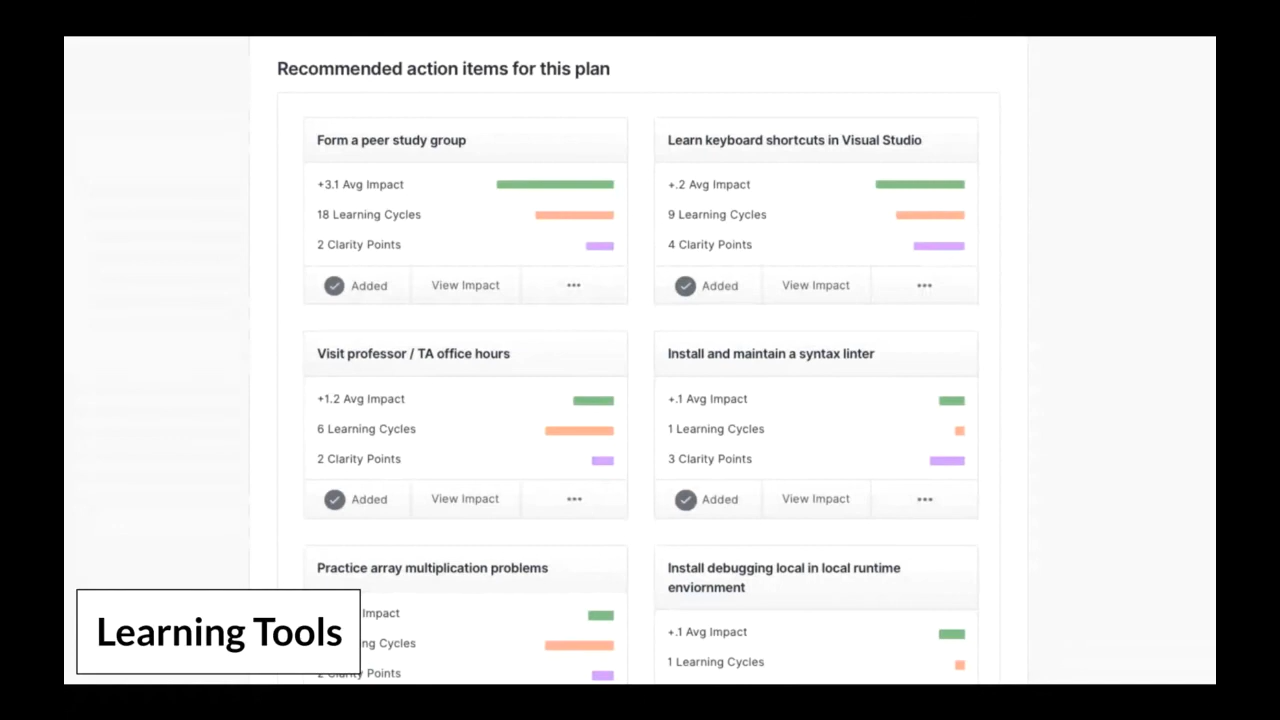 Recommended action items for this plan
Form a peer study group
+3.1 Avg Impact
18 Learning Cycles
2 Clarity Points
Added
View Impact
•••
Learn keyboard shortcuts in Visual Studio
+.2 Avg Impact
9 Learning Cycles
4 Clarity Points
Added
View Impact
•••
Visit professor / TA office hours
+1.2 Avg Impact
6 Learning Cycles
2 Clarity Points
Added
View Impact
•••
Install and maintain a syntax linter
+.1 Avg Impact
1 Learning Cycles
3 Clarity Points
Added
View Impact
•••
Practice array multiplication problems
Impact
Cycles
Points
Install debugging local in local runtime
enviornment
+.1 Avg Impact
1 Learning Cycles
Learning Tools